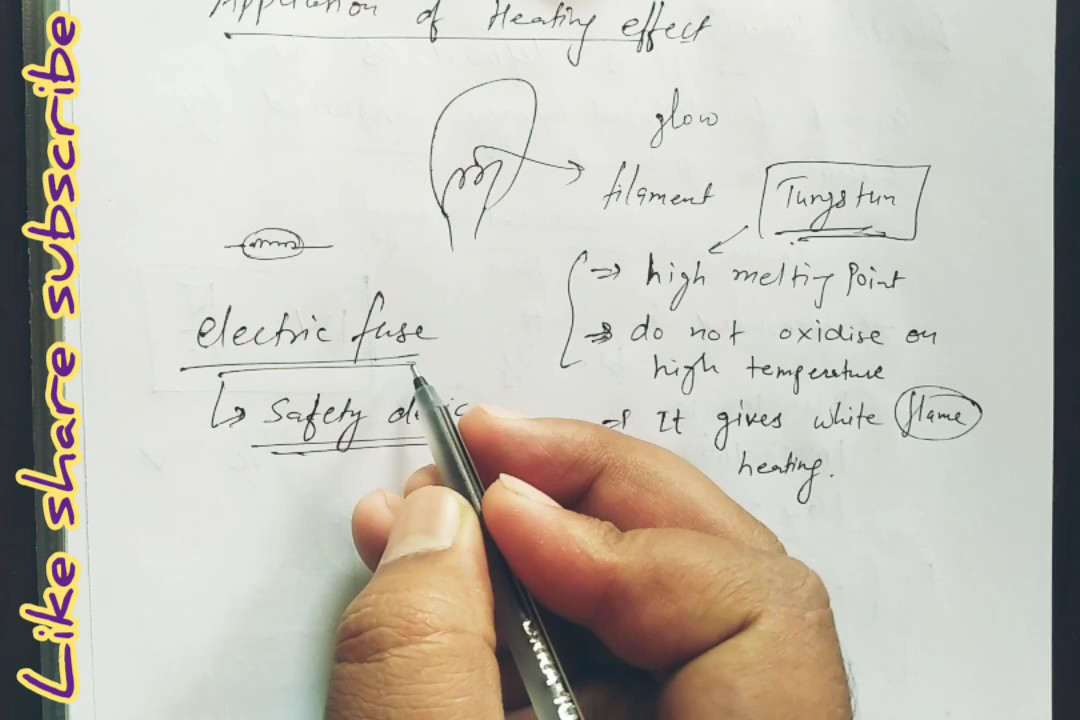 Application of Heating effect
glow
filament Tungstun
⇒ high melting point
⇒ do not oxidise on
high temperature
⇒ It gives white flame
heating.
electric fuse
↳ Safety
Like share subscribe